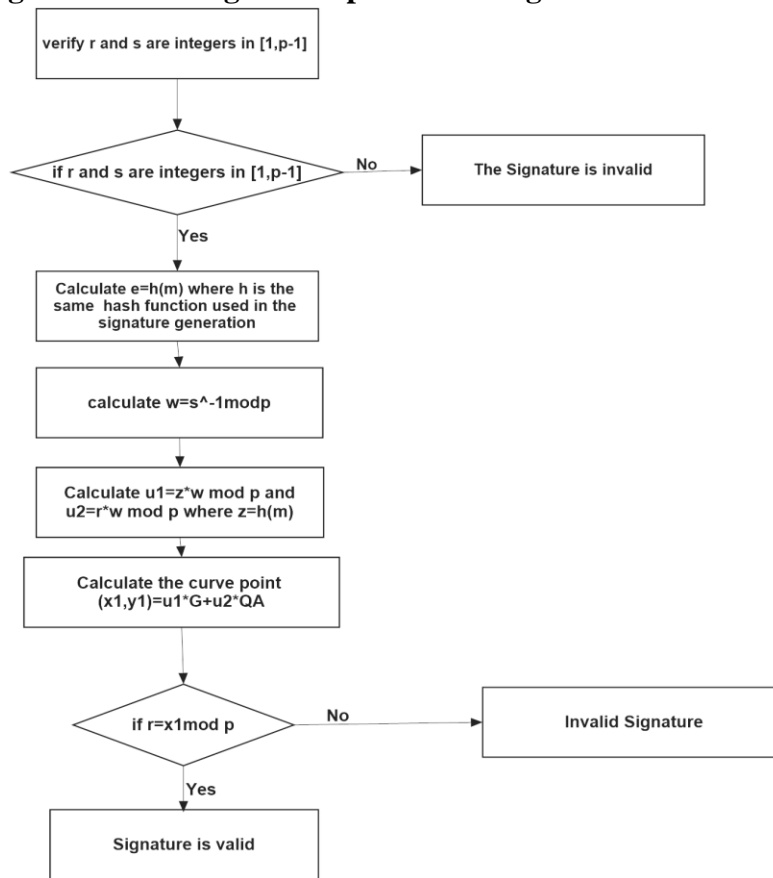 verify r and s are integers in [1,p-1]
if r and s are integers in [1,p-1]
No
The Signature is invalid
Yes
Calculate e=h(m) where h is the
same hash function used in the
signature generation
calculate w=s^-1modp
Calculate u1=z*w mod p and
u2=r*w mod p where z=h(m)
Calculate the curve point
(x1,y1)=u1*G+u2*QA
if r=x1mod p
No
Invalid Signature
Yes
Signature is valid